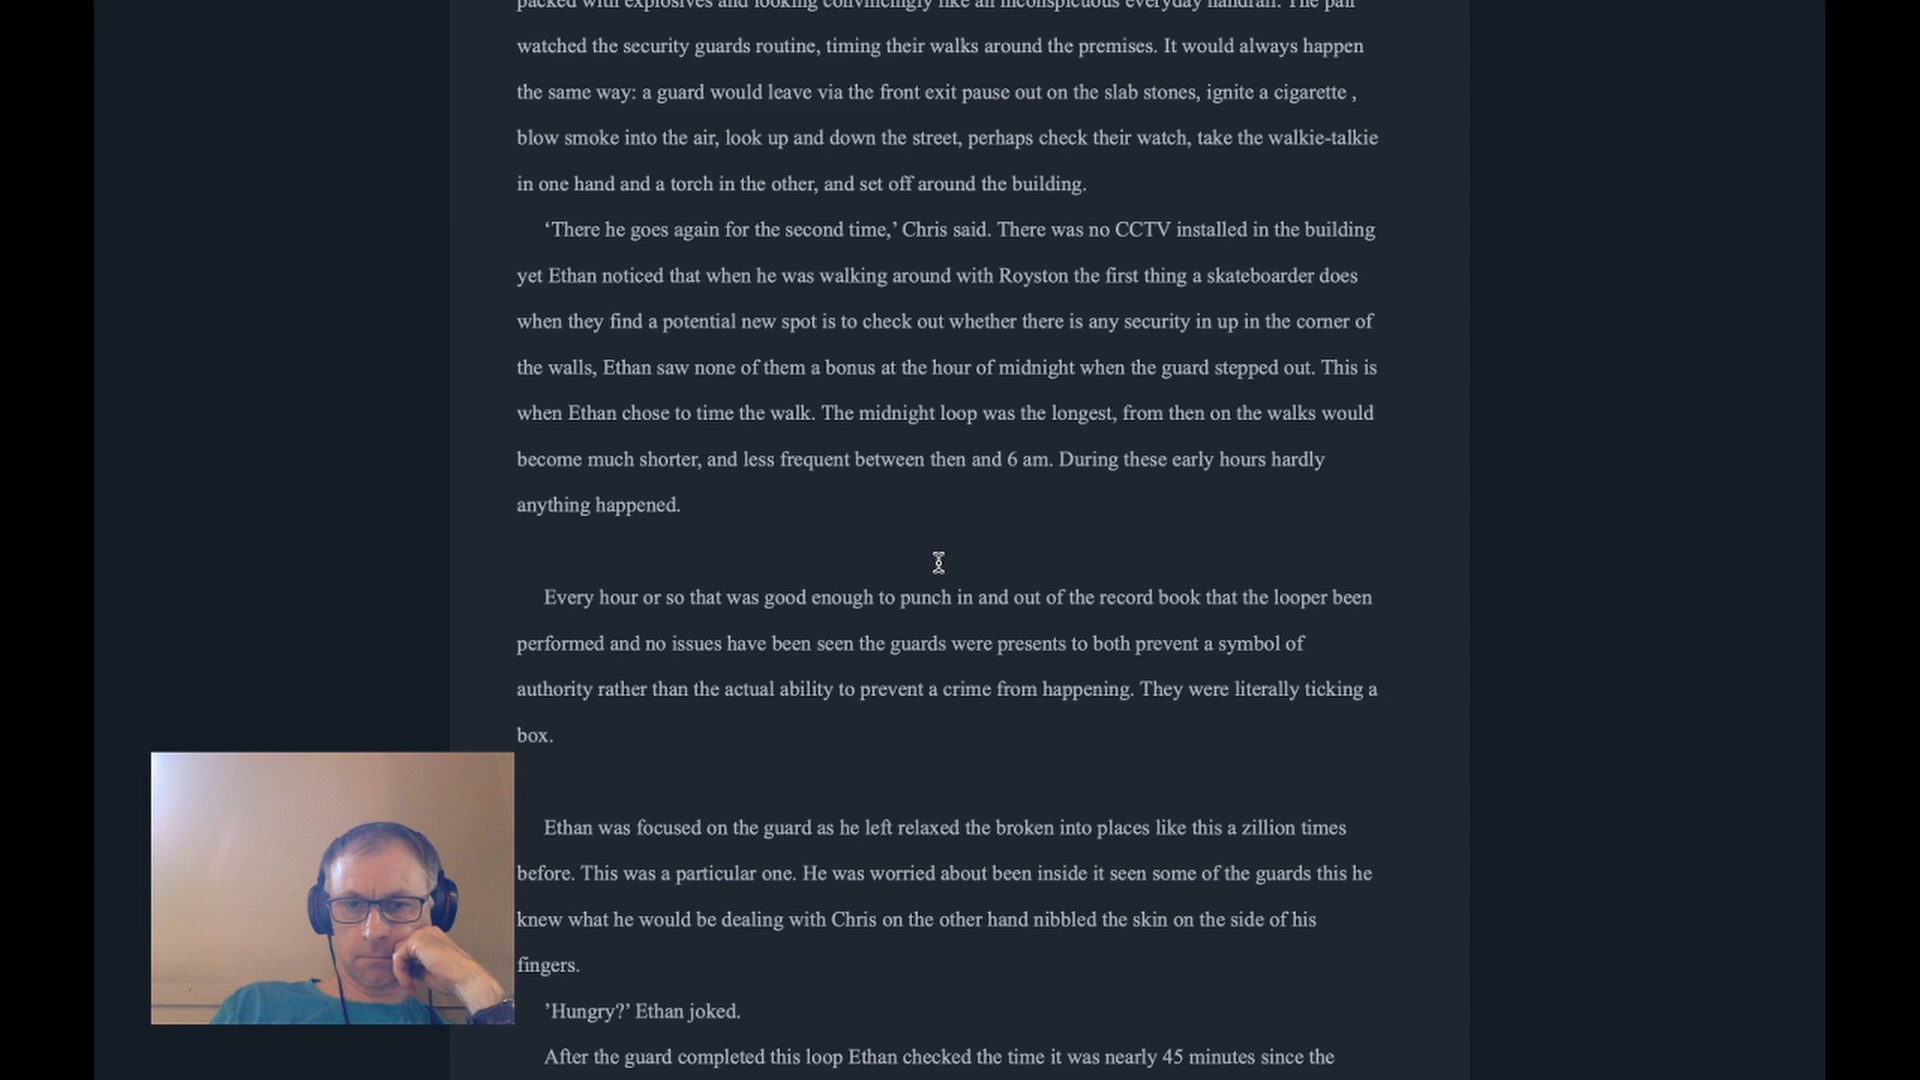 packed with explosives and looking convincingly like an inconspicuous everyday handrail. The pair
watched the security guards routine, timing their walks around the premises. It would always happen
the same way: a guard would leave via the front exit pause out on the slab stones, ignite a cigarette ,
blow smoke into the air, look up and down the street, perhaps check their watch, take the walkie-talkie
in one hand and a torch in the other, and set off around the building.
‘There he goes again for the second time,’ Chris said. There was no CCTV installed in the building
yet Ethan noticed that when he was walking around with Royston the first thing a skateboarder does
when they find a potential new spot is to check out whether there is any security in up in the corner of
the walls, Ethan saw none of them a bonus at the hour of midnight when the guard stepped out. This is
when Ethan chose to time the walk. The midnight loop was the longest, from then on the walks would
become much shorter, and less frequent between then and 6 am. During these early hours hardly
anything happened.
Every hour or so that was good enough to punch in and out of the record book that the looper been
performed and no issues have been seen the guards were presents to both prevent a symbol of
authority rather than the actual ability to prevent a crime from happening. They were literally ticking a
box.
Ethan was focused on the guard as he left relaxed the broken into places like this a zillion times
before. This was a particular one. He was worried about been inside it seen some of the guards this he
knew what he would be dealing with Chris on the other hand nibbled the skin on the side of his
fingers.
’Hungry?’ Ethan joked.
After the guard completed this loop Ethan checked the time it was nearly 45 minutes since the